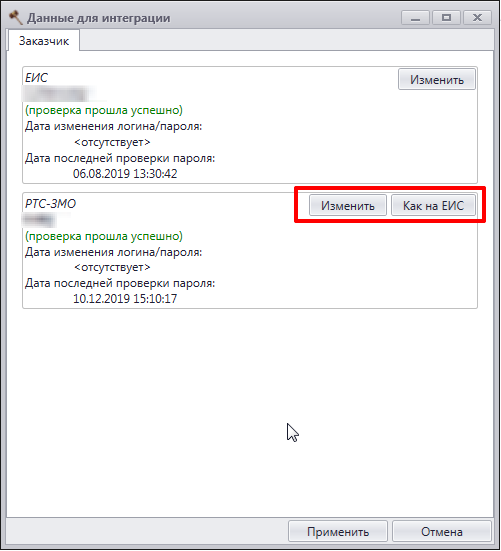 Данные для интеграции
Заказчик
ЕИС
Изменить
(проверка прошла успешно)
Дата изменения логина/пароля:
<отсутствует>
Дата последней проверки пароля:
06.08.2019 13:30:42
РТС-ЗМО
Изменить
Как на ЕИС
(проверка прошла успешно)
Дата изменения логина/пароля:
<отсутствует>
Дата последней проверки пароля:
10.12.2019 15:10:17
Применить
Отмена